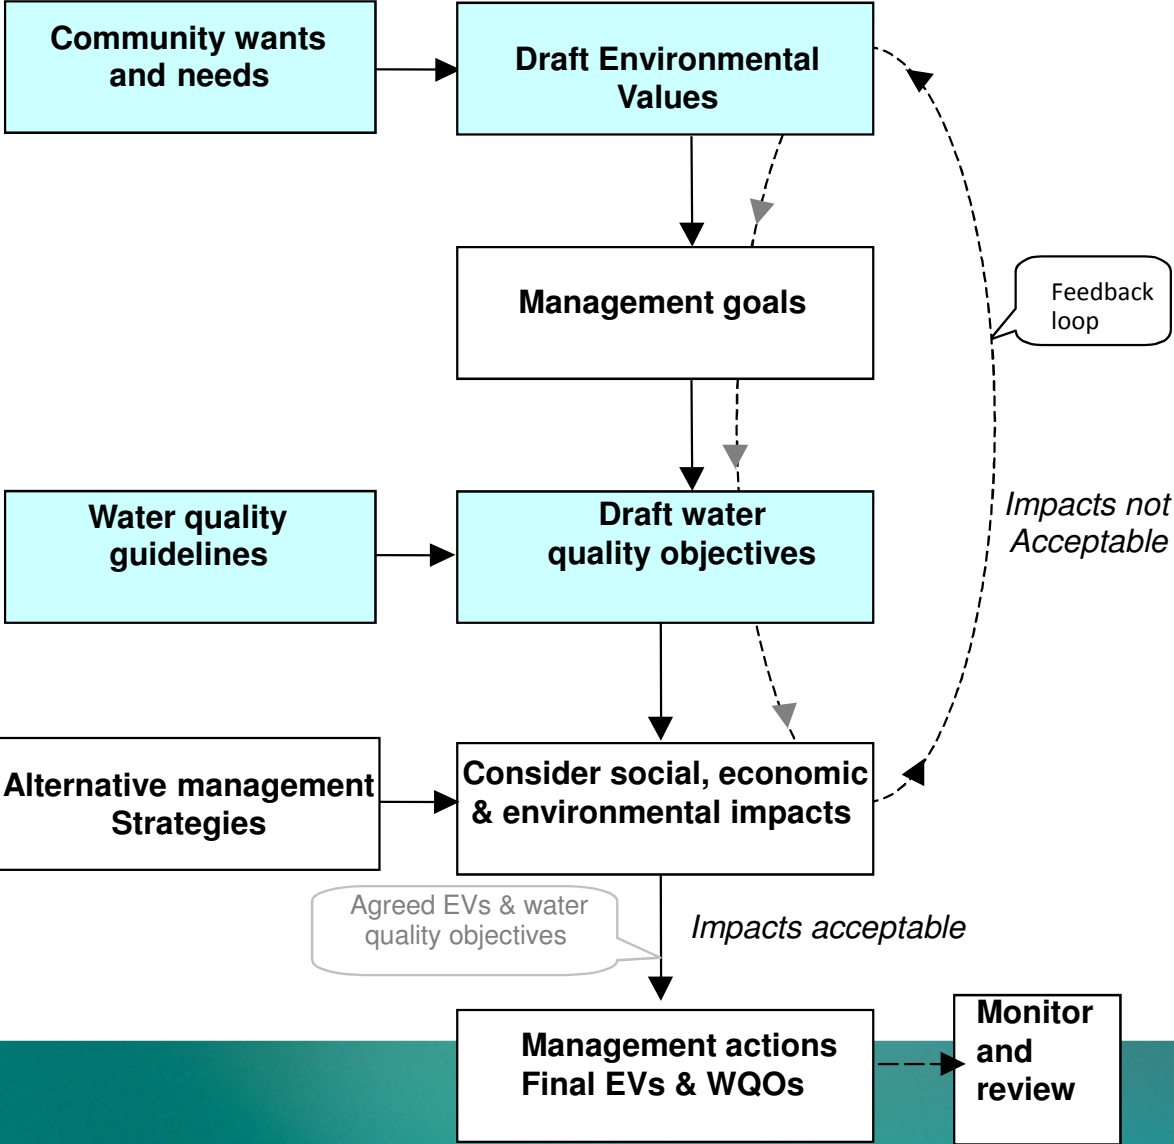 Community wants
and needs
Draft Environmental
Values
Management goals
Feedback
loop
Water quality
guidelines
Draft water
quality objectives
Impacts not
Acceptable
Alternative management
Strategies
Consider social, economic
& environmental impacts
Agreed EVs & water
quality objectives
Impacts acceptable
Management actions
Final EVs & WQOs
Monitor
and
review